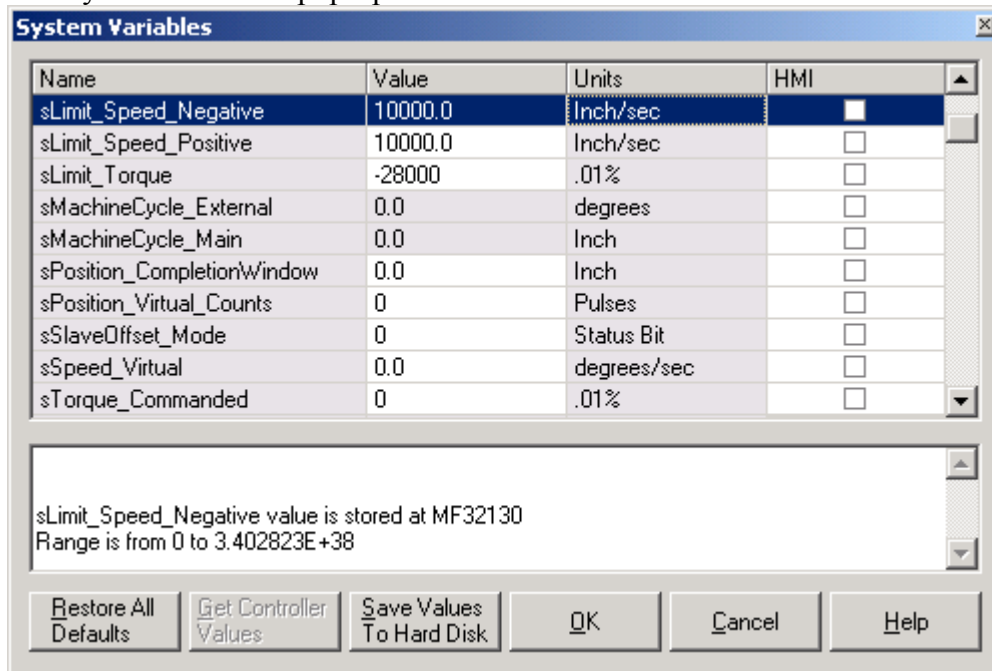 System Variables
Name Value Units HMI
sLimit_Speed_Negative 10000.0 Inch/sec
sLimit_Speed_Positive 10000.0 Inch/sec
sLimit_Torque -28000 .01%
sMachineCycle_External 0.0 degrees
sMachineCycle_Main 0.0 Inch
sPosition_CompletionWindow 0.0 Inch
sPosition_Virtual_Counts 0 Pulses
sSlaveOffset_Mode 0 Status Bit
sSpeed_Virtual 0.0 degrees/sec
sTorque_Commanded 0 .01%
sLimit_Speed_Negative value is stored at MF32130
Range is from 0 to 3.402823E+38
Restore All Get Controller Save Values OK Cancel Help
Defaults Values To Hard Disk